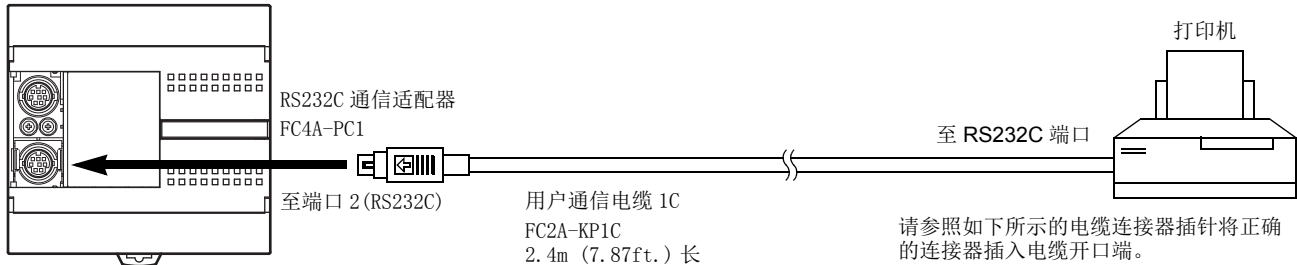 打印机
RS232C 通信适配器
FC4A-PC1
至 RS232C 端口
至端口 2(RS232C)
用户通信电缆 1C
FC2A-KP1C
2.4m (7.87ft.) 长
请参照如下所示的电缆连接器插针将正确
的连接器插入电缆开口端。